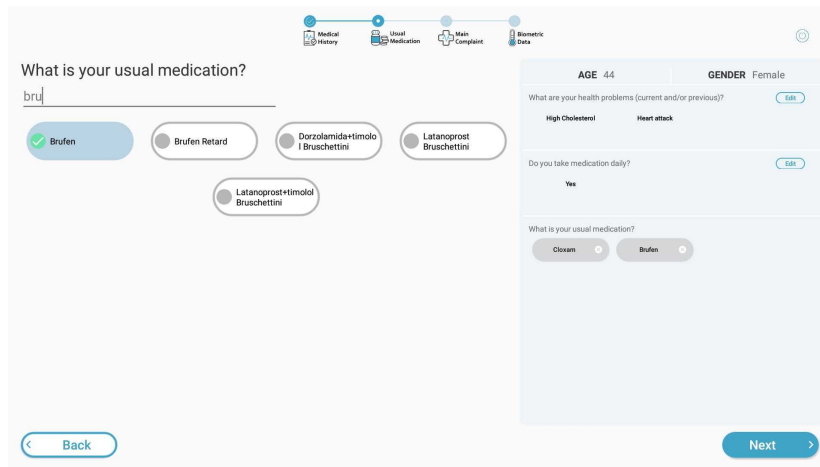 Medical
History
Usual
Medication
Main
Complaint
Biometric
Data
What is your usual medication?
bru
Brufen
Brufen Retard
Dorzolamida+timolo
l Bruschettini
Latanoprost
Bruschettini
Latanoprost+timolol
Bruschettini
AGE 44 GENDER Female
What are your health problems (current and/or previous)? Edit
High Cholesterol Heart attack
Do you take medication daily? Edit
Yes
What is your usual medication?
Cloxam Brufen
Back
Next